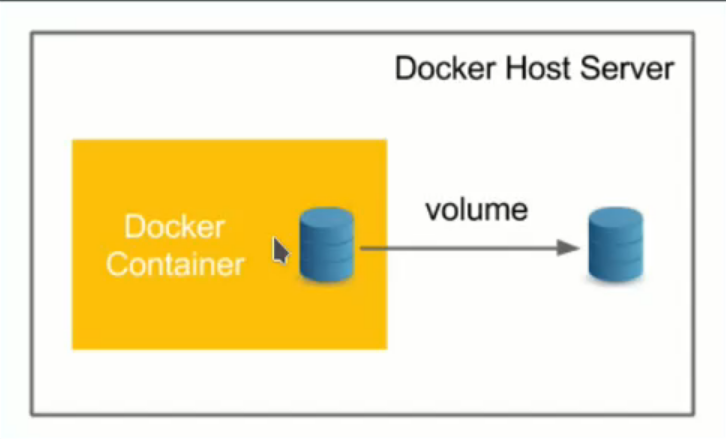 Docker Host Server
volume
Docker
Container